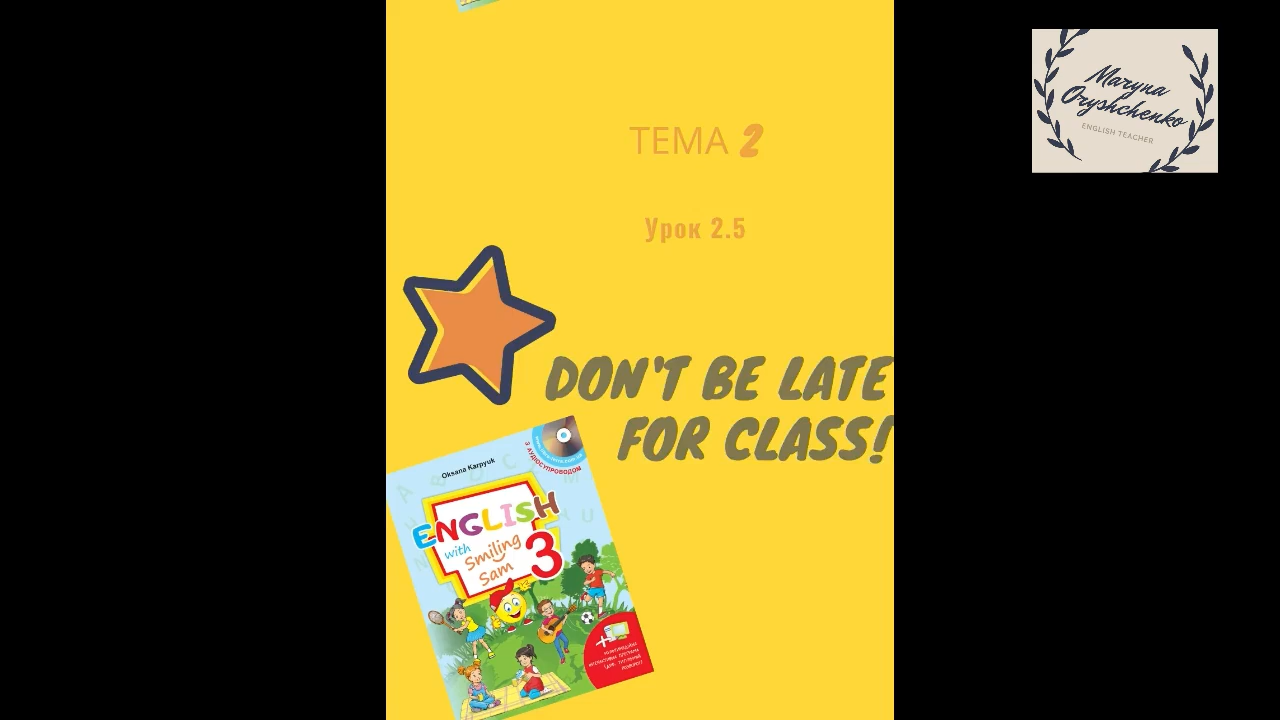 ТЕМА 2
Урок 2.5
DON'T BE LATE
FOR CLASS!
Maryna
Oryshchenko
ENGLISH TEACHER
Oksana Karpyuk
З АУДІОСУПРОВОДОМ
ENGLISH
with
Smiling
Sam
3